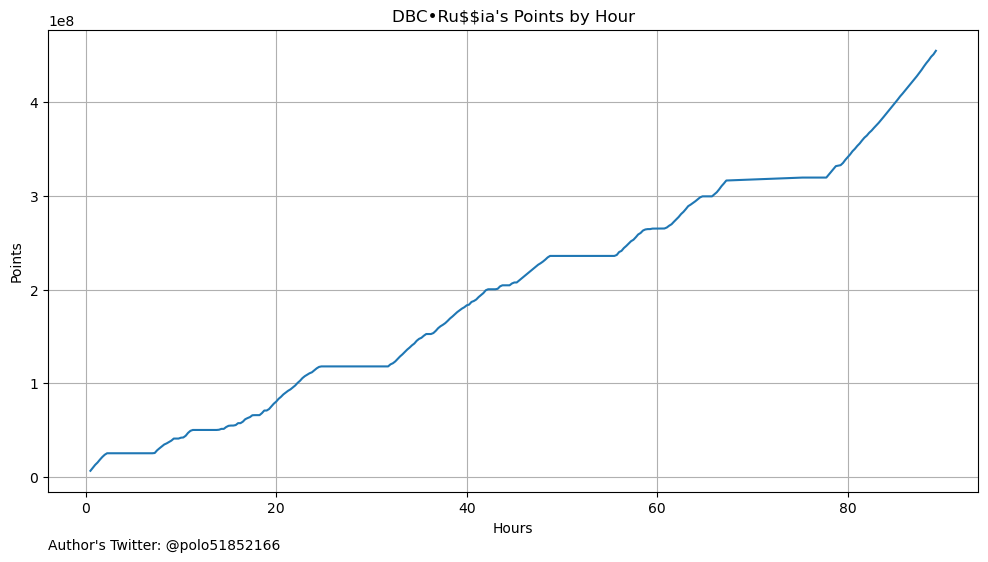 DBC•Ru$$ia's Points by Hour
1e8
4
3
2
1
0
Points
0 20 40 60 80
Hours
Author's Twitter: @polo51852166